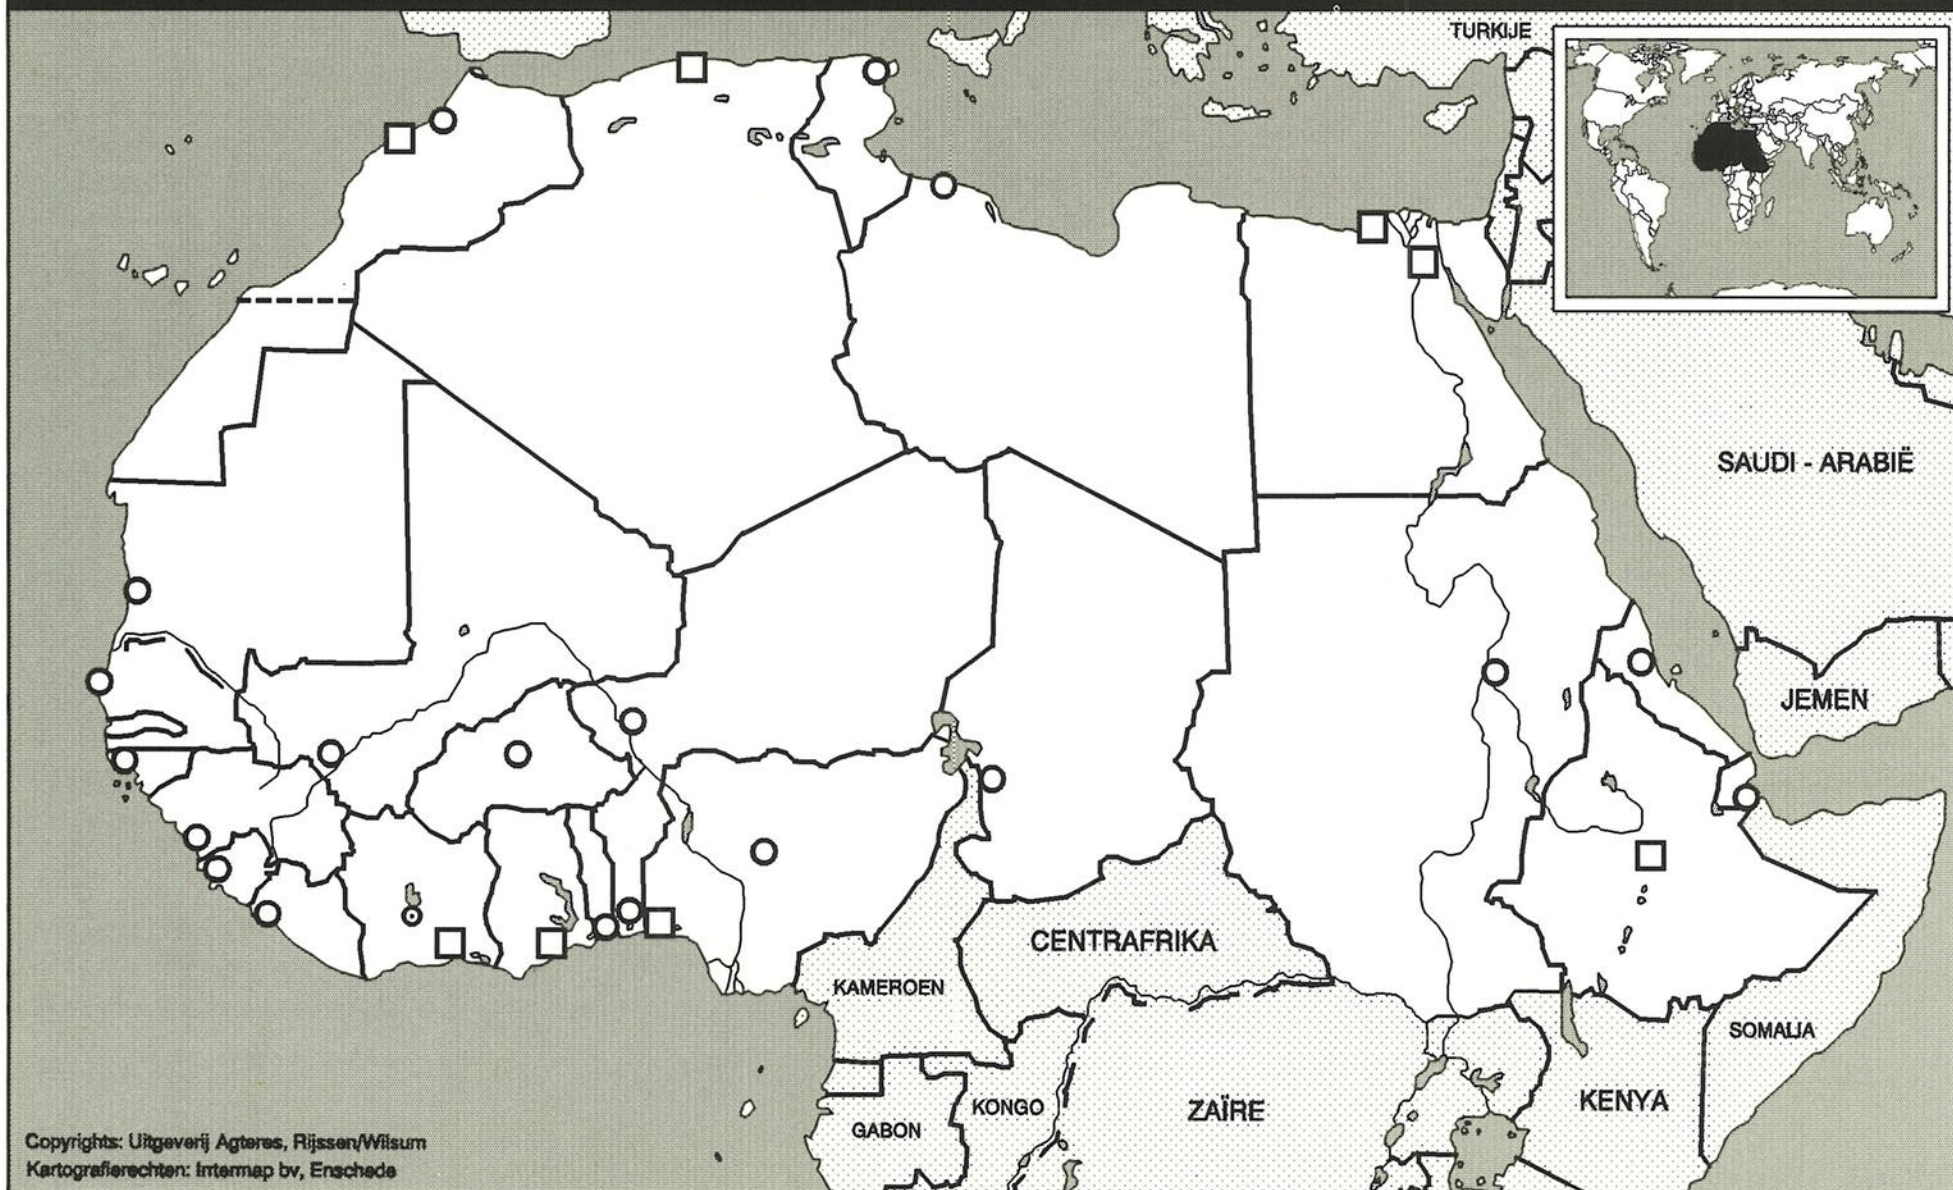 TURKIJE
SAUDI - ARABIË
JEMEN
CENTRAFRIKA
KAMEROEN
SOMALIA
KENYA
KONGO
ZAÏRE
GABON
Copyrights: Uitgeverij Agteres, Rijssen/Wilsum
Kartografierechten: Intermap bv, Enschede